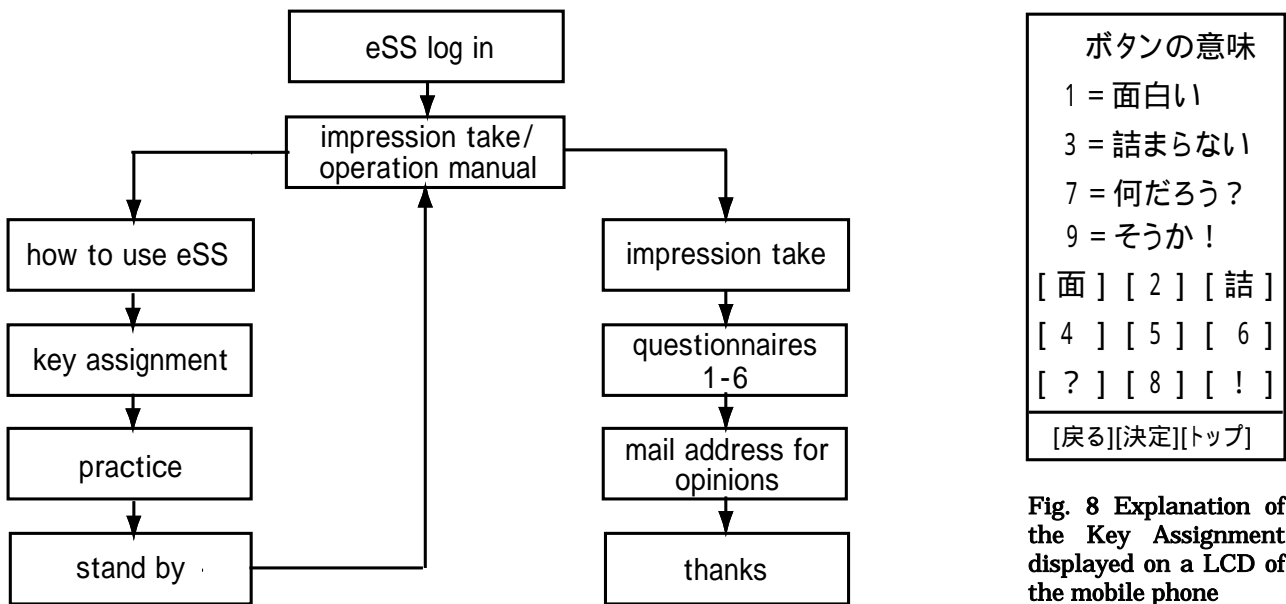 eSS log in
impression take/
operation manual
how to use eSS
key assignment
practice
stand by
impression take
questionnaires
1-6
mail address for
opinions
thanks
ボタンの意味
1 = 面白い
3 = 詰まらない
7 = 何だろう？
9 = そうか！
[ 面 ] [ 2 ] [ 詰 ]
[ 4 ] [ 5 ] [ 6 ]
[ ? ] [ 8 ] [ ! ]
[戻る][決定][トップ]
Fig. 8 Explanation of
the Key Assignment
displayed on a LCD of
the mobile phone